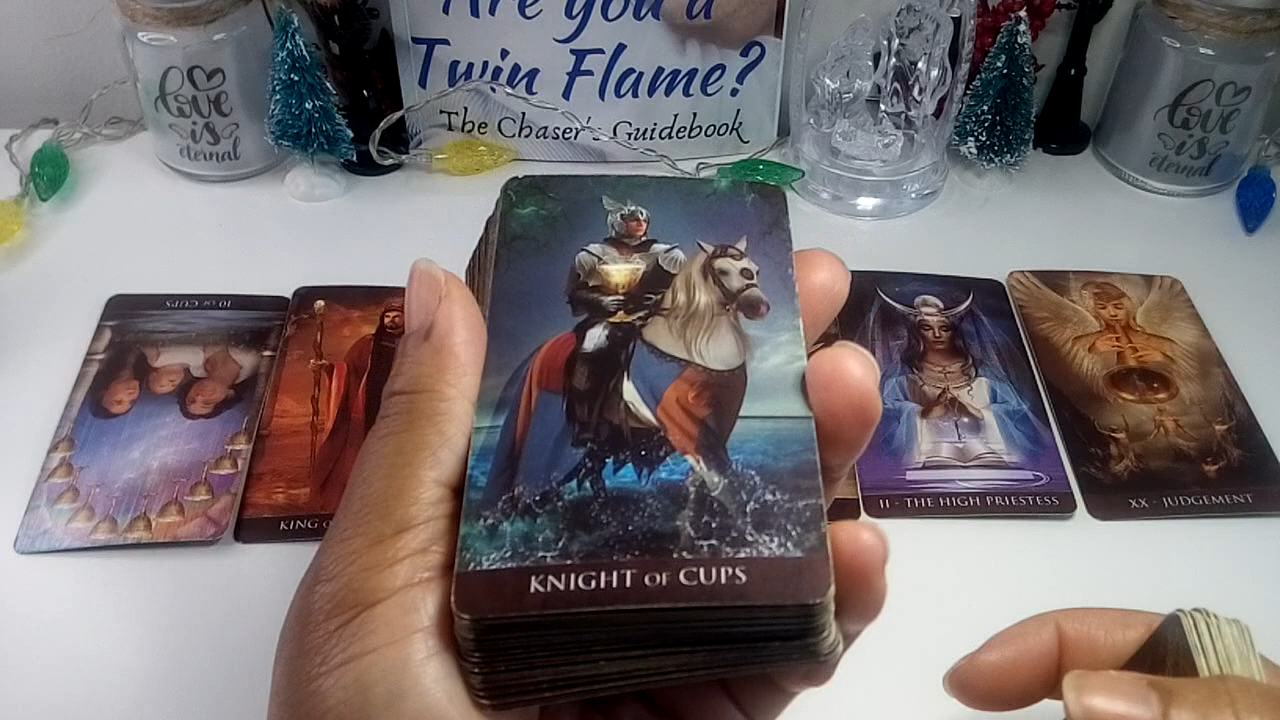 Are you a
Twin Flame?
The Chaser's Guidebook
love
is
eternal
love
is
eternal
10 OF CUPS
KING
II - THE HIGH PRIESTESS
XX - JUDGEMENT
KNIGHT OF CUPS